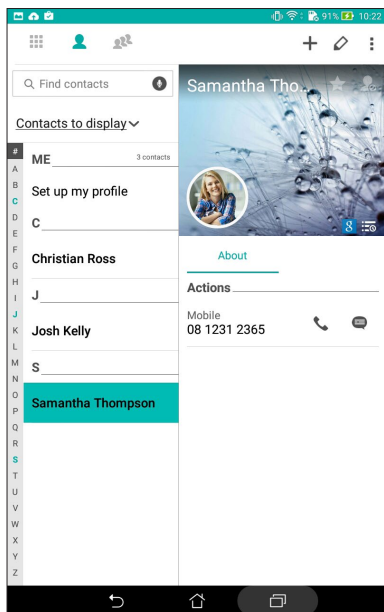 91% 10:22
Find contacts
Contacts to display
#
A
B
C
D
E
F
G
H
I
J
K
L
M
N
O
P
Q
R
S
T
U
V
W
X
Y
Z
ME 3 contacts
Set up my profile
C
Christian Ross
J
Josh Kelly
S
Samantha Thompson
Samantha Tho...
8
About
Actions
Mobile
08 1231 2365